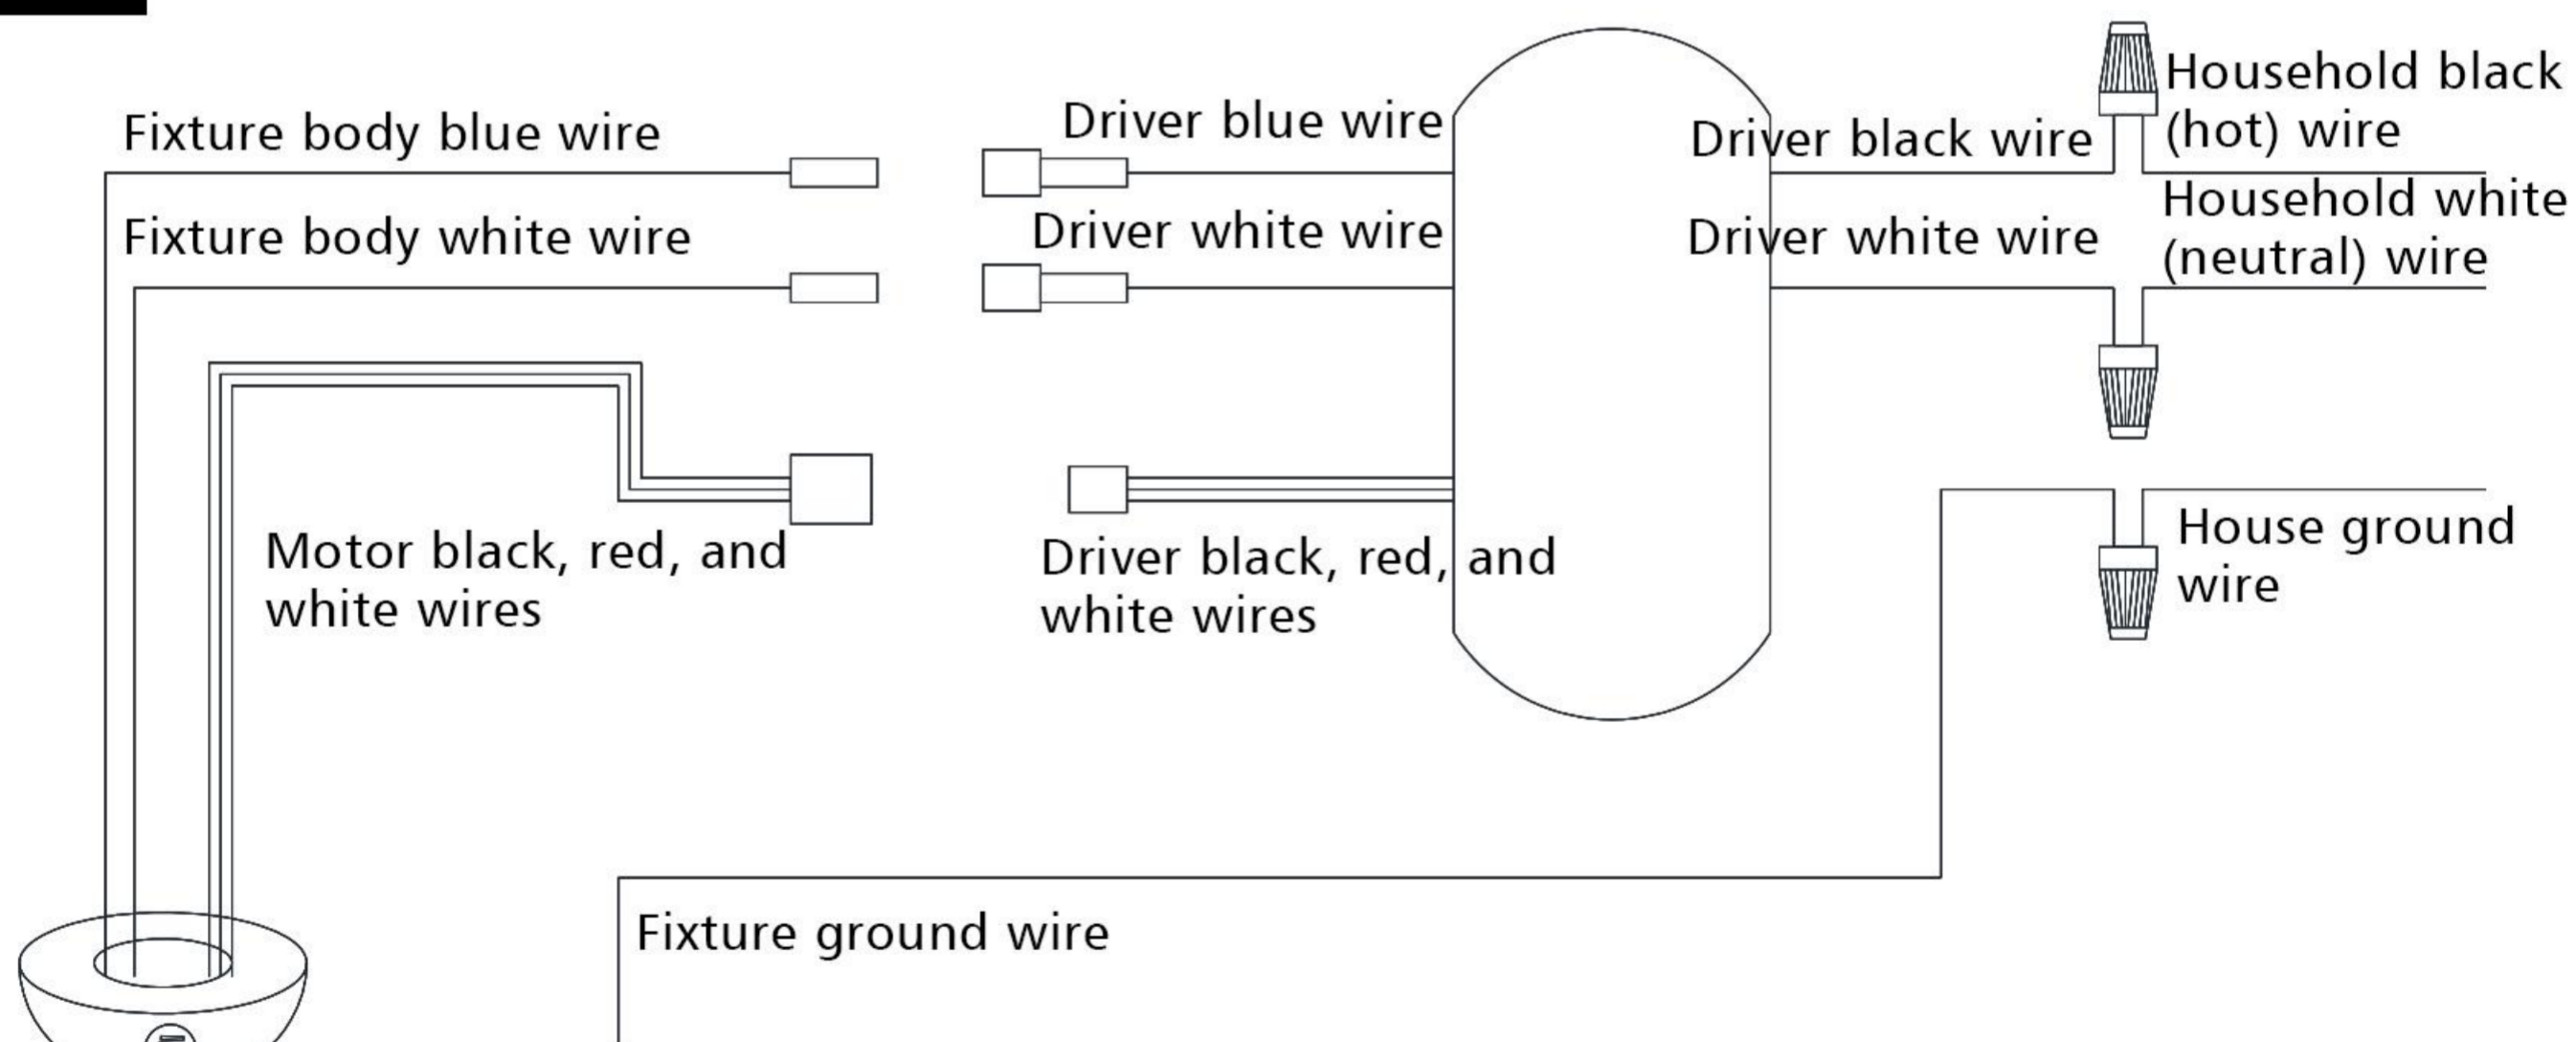 Fixture body blue wire
Driver blue wire
Driver black wire
Household black
(hot) wire
Fixture body white wire
Driver white wire
Driver white wire
Household white
(neutral) wire
Motor black, red, and
white wires
Driver black, red, and
white wires
House ground
wire
Fixture ground wire